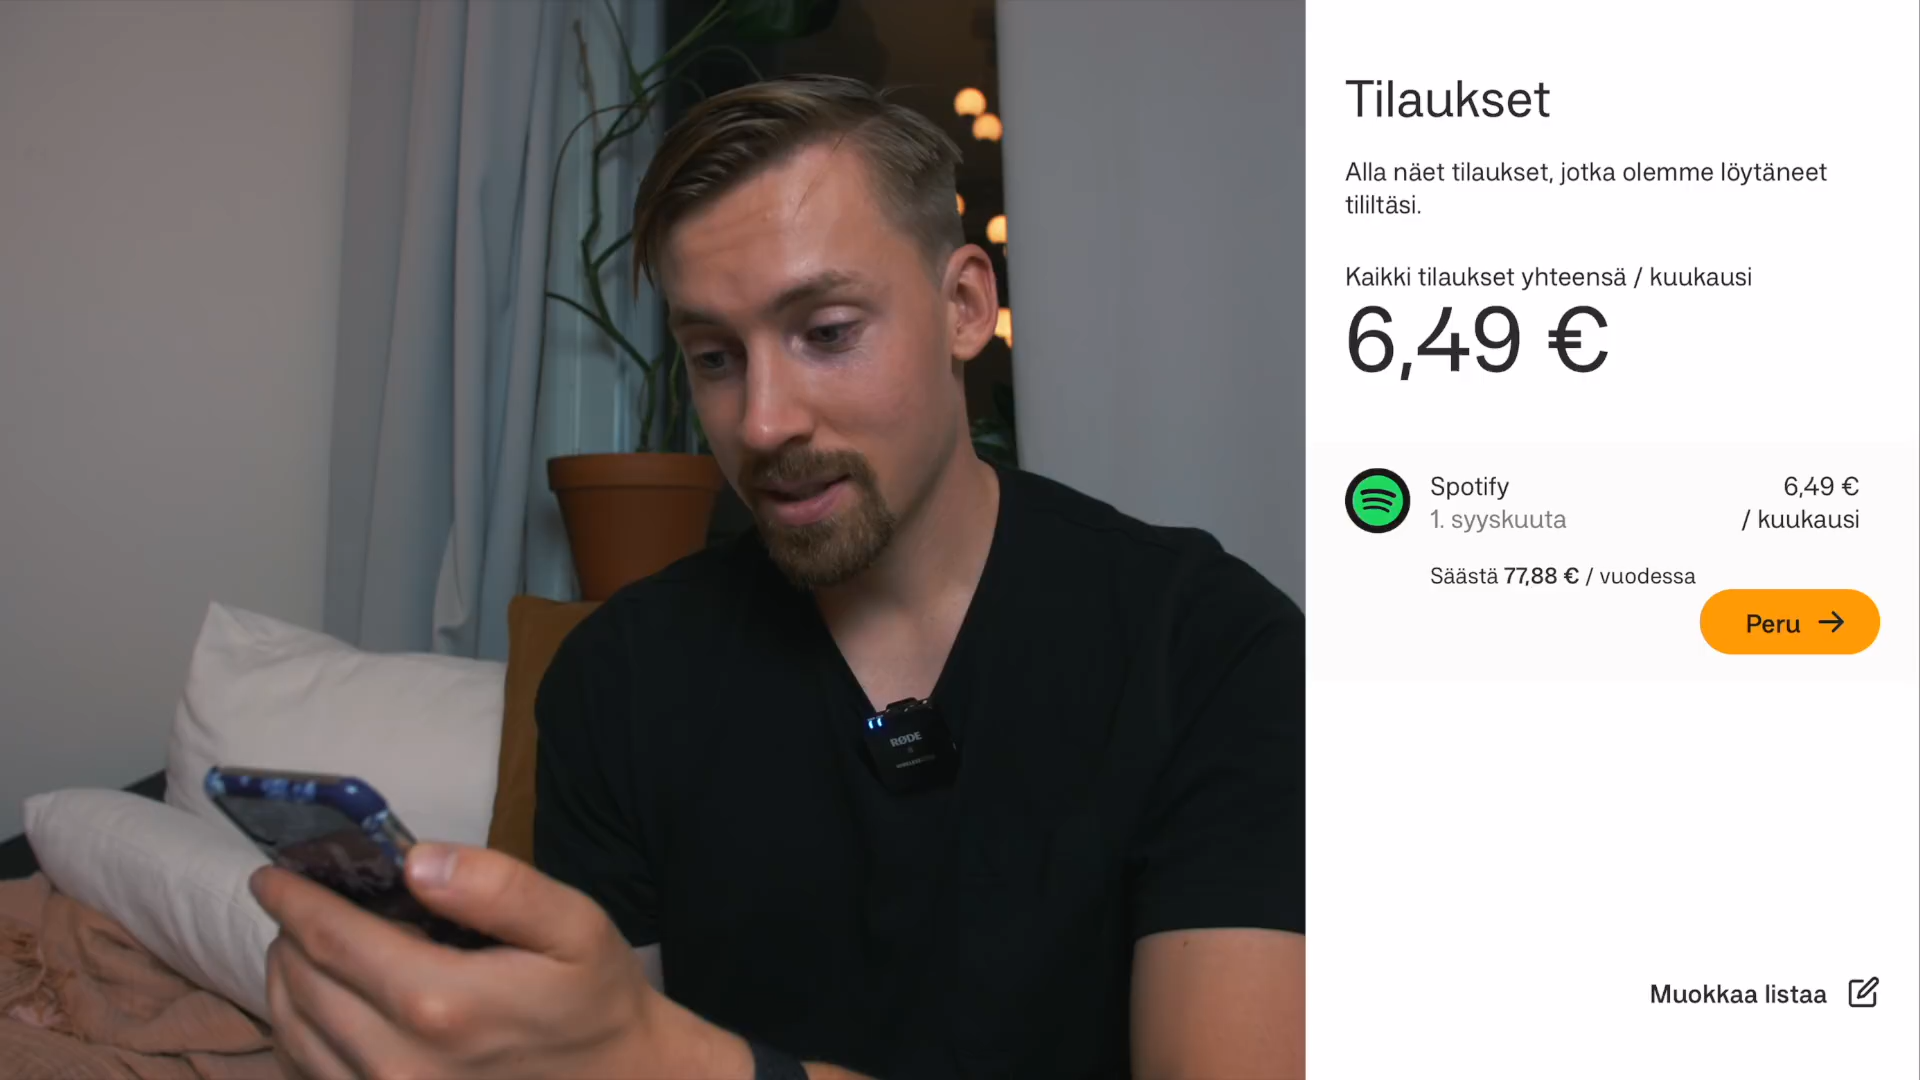 Tilaukset
Alla näet tilaukset, jotka olemme löytäneet
tililtäsi.
Kaikki tilaukset yhteensä / kuukausi
6,49 €
Spotify
6,49 €
1. syyskuuta
/ kuukausi
Säästä 77,88 € / vuodessa
Peru
Muokkaa listaa
RØDE